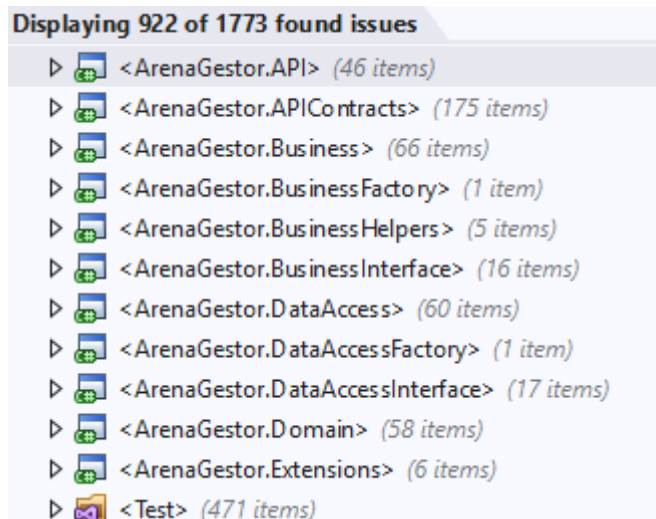 Displaying 922 of 1773 found issues
<ArenaGestor.API> (46 items)
<ArenaGestor.APIContracts> (175 items)
<ArenaGestor.Business> (66 items)
<ArenaGestor.BusinessFactory> (1 item)
<ArenaGestor.BusinessHelpers> (5 items)
<ArenaGestor.BusinessInterface> (16 items)
<ArenaGestor.DataAccess> (60 items)
<ArenaGestor.DataAccessFactory> (1 item)
<ArenaGestor.DataAccessInterface> (17 items)
<ArenaGestor.Domain> (58 items)
<ArenaGestor.Extensions> (6 items)
<Test> (471 items)